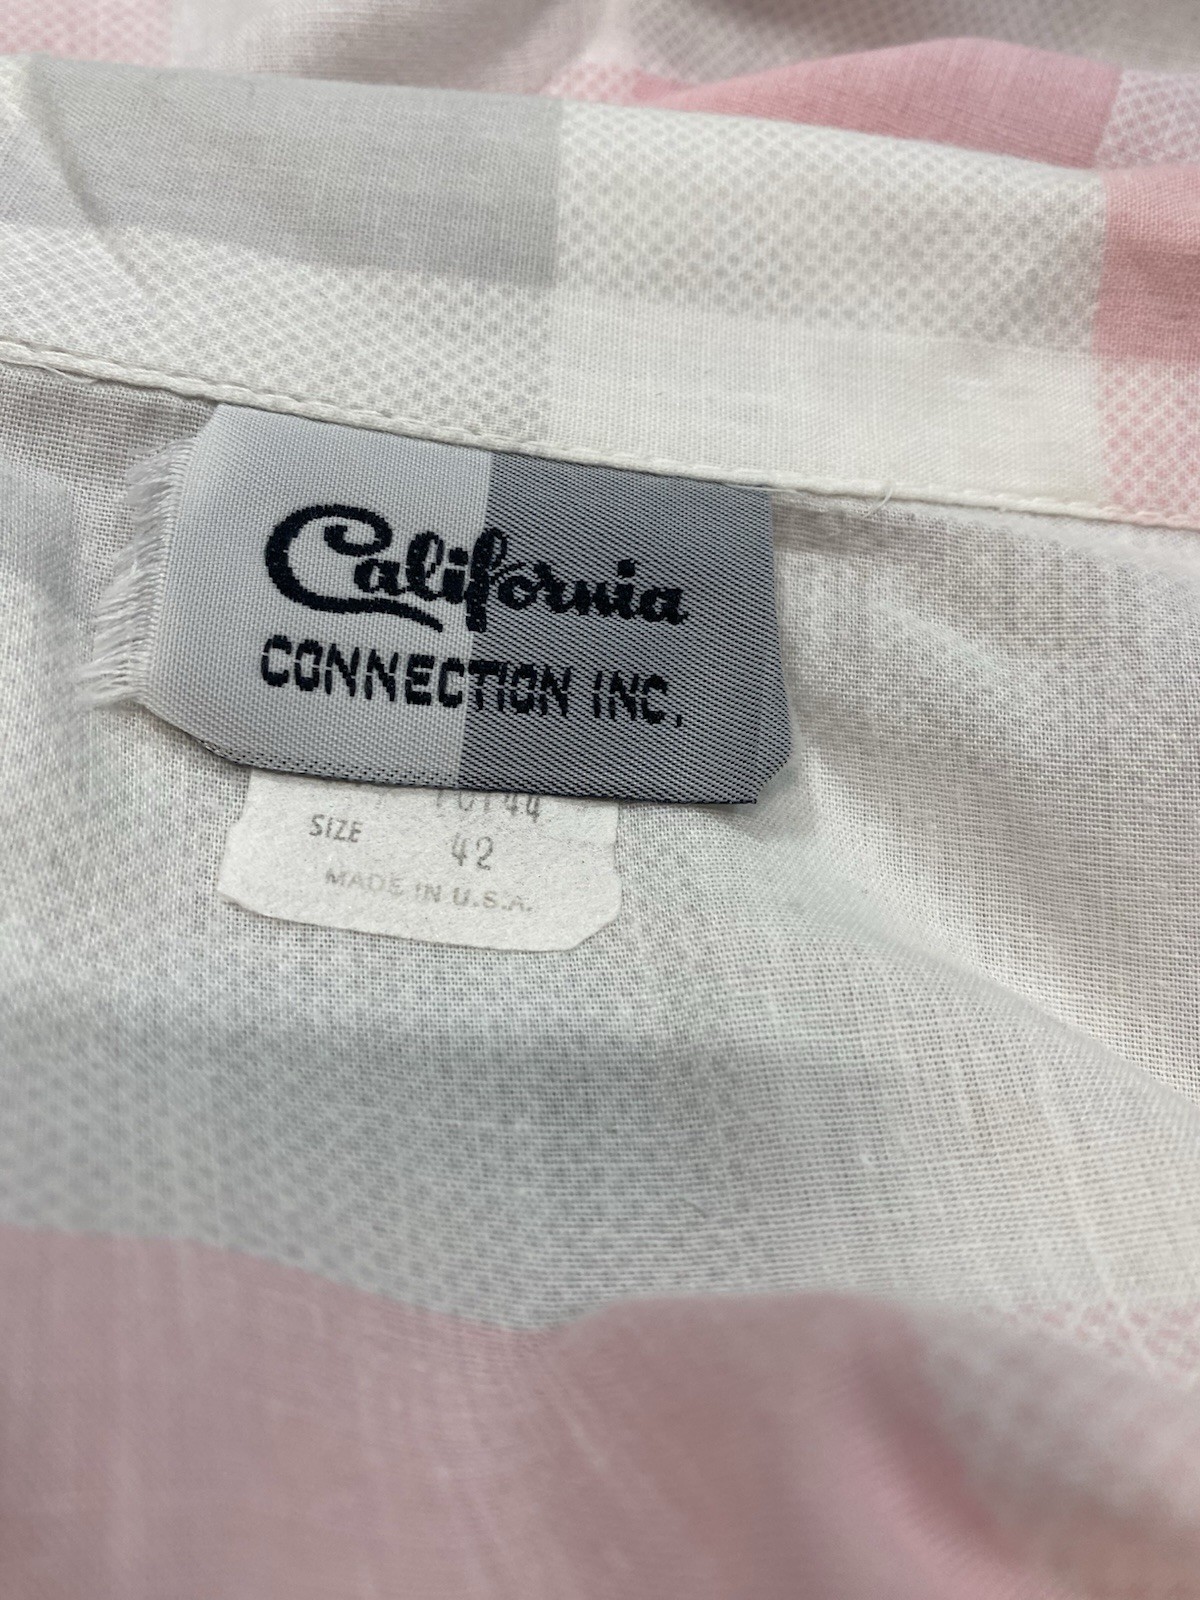 California
CONNECTION INC.
SIZE 42
MADE IN U.S.A.